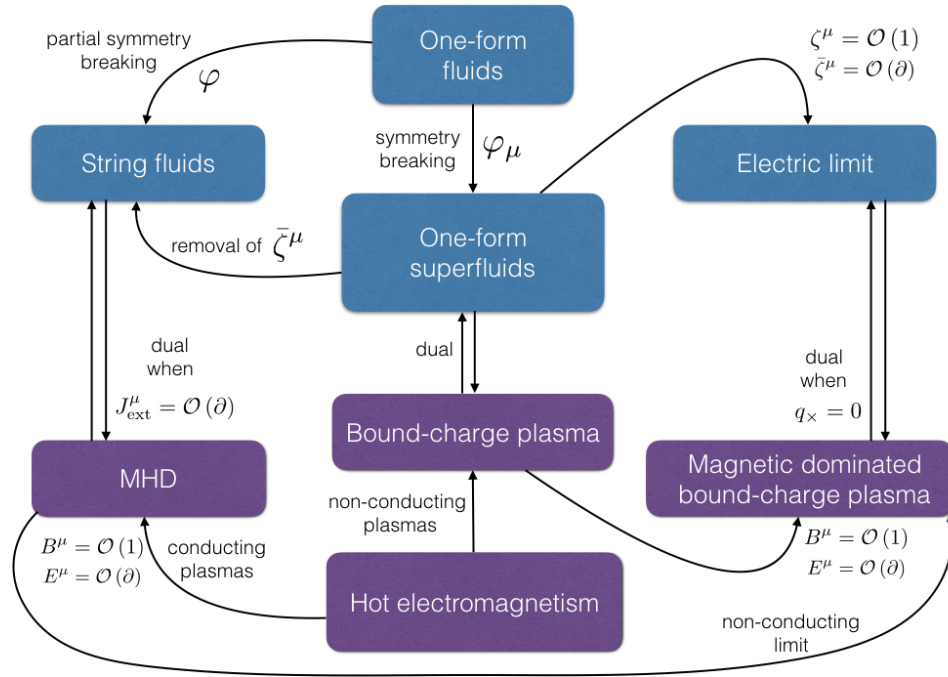 partial symmetry
breaking
φ
One-form
fluids
ζ^μ = O(1)
ζ̄^μ = O(∂)
symmetry
breaking
φ_μ
String fluids
Electric limit
removal of ζ̄^μ
One-form
superfluids
dual
when
J^μ_ext = O(∂)
dual
dual
when
q_× = 0
Bound-charge plasma
MHD
Magnetic dominated
bound-charge plasma
non-conducting
plasmas
B^μ = O(1)
E^μ = O(∂)
conducting
plasmas
B^μ = O(1)
E^μ = O(∂)
Hot electromagnetism
non-conducting
limit